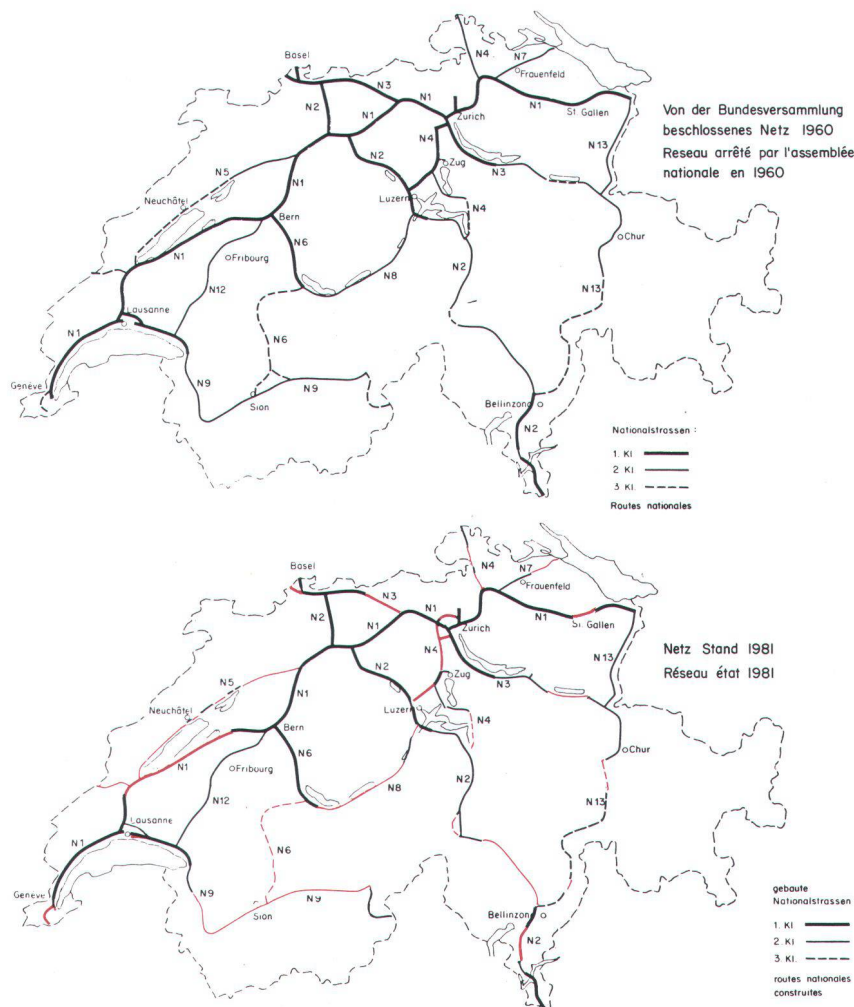 N4
N7
Basel
Frauenfeld
N3
N1
N2
N1
Zürich
N1
St. Gallen
N4
N13
N2
N5
Zug
N3
Neuchâtel
N1
Luzern
N4
Bern
Chur
N1
Fribourg
N6
N2
N8
N12
N13
Lausanne
N1
N6
N9
N9
Genève
Sion
Bellinzona
N2
Von der Bundesversammlung
beschlossenes Netz 1960
Reseau arrêté par l'assemblée
nationale en 1960
Nationalstrassen :
1. Kl.
2. Kl.
3. Kl.
Routes nationales
N4
N7
Basel
Frauenfeld
N3
N1
N2
N1
Zürich
N1
St. Gallen
N4
N13
N2
N5
Zug
N3
Neuchâtel
N1
Luzern
N4
Bern
Chur
N1
Fribourg
N6
N2
N8
N12
N13
Lausanne
N1
N6
N9
N9
Genève
Sion
Bellinzona
N2
Netz Stand 1981
Réseau état 1981
gebaute
Nationalstrassen
1. Kl.
2. Kl.
3. Kl.
routes nationales
construites